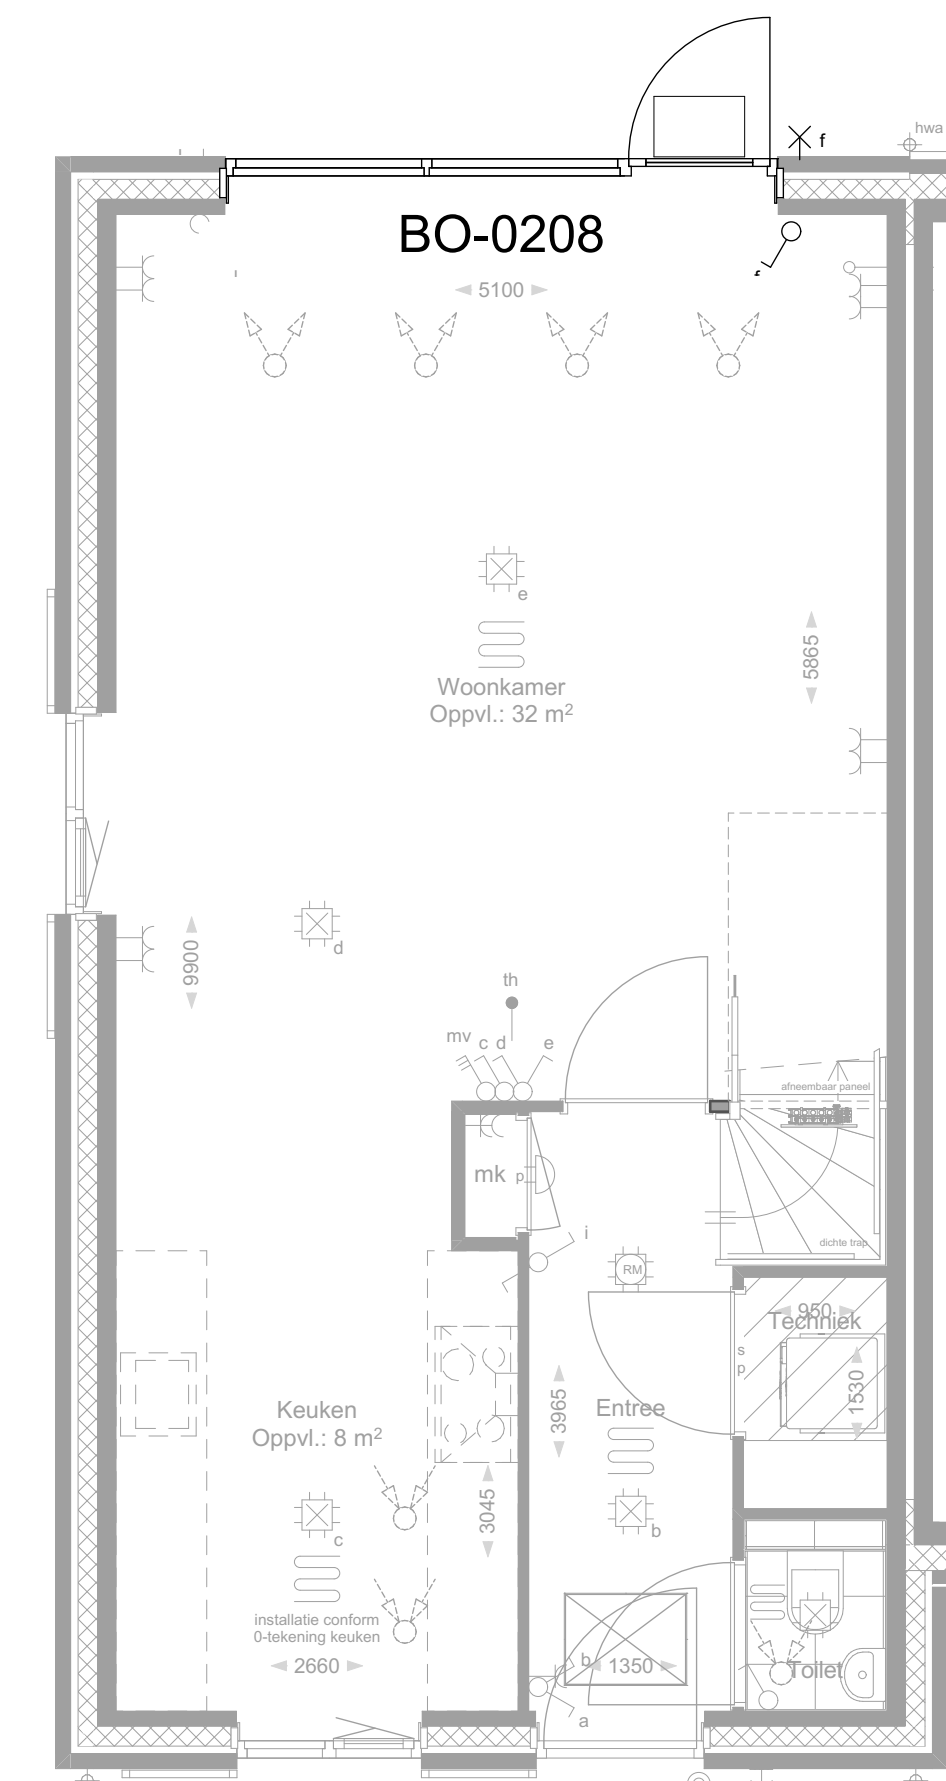 hwa
f
BO-0208
f
5100
e
Woonkamer
Oppvl.: 32 m²
5865
d
9900
th
mv c d e
afneembaar paneel
mk p
i
dichte trap
RM
950
Techniek
s
p
1530
Keuken
Oppvl.: 8 m²
3965
Entree
3045
c
b
installatie conform
0-tekening keuken
2660
b
1350
Toilet
a